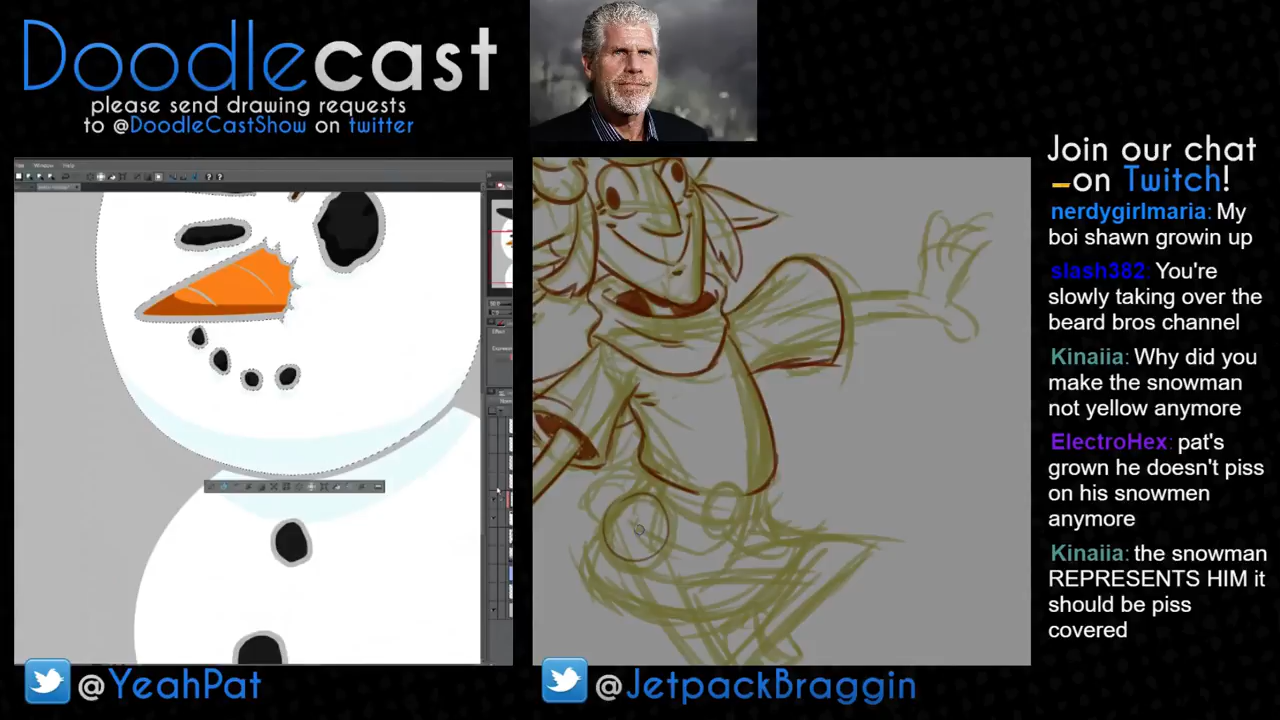 Doodlecast
please send drawing requests
to @DoodleCastShow on twitter
Window Help
Join our chat
on Twitch!
nerdygirlmaria: My
boi shawn growin up
slash382: You're
slowly taking over the
beard bros channel
Kinaiia: Why did you
make the snowman
not yellow anymore
ElectroHex: pat's
grown he doesn't piss
on his snowmen
anymore
Kinaiia: the snowman
REPRESENTS HIM it
should be piss
covered
@YeahPat
@JetpackBraggin